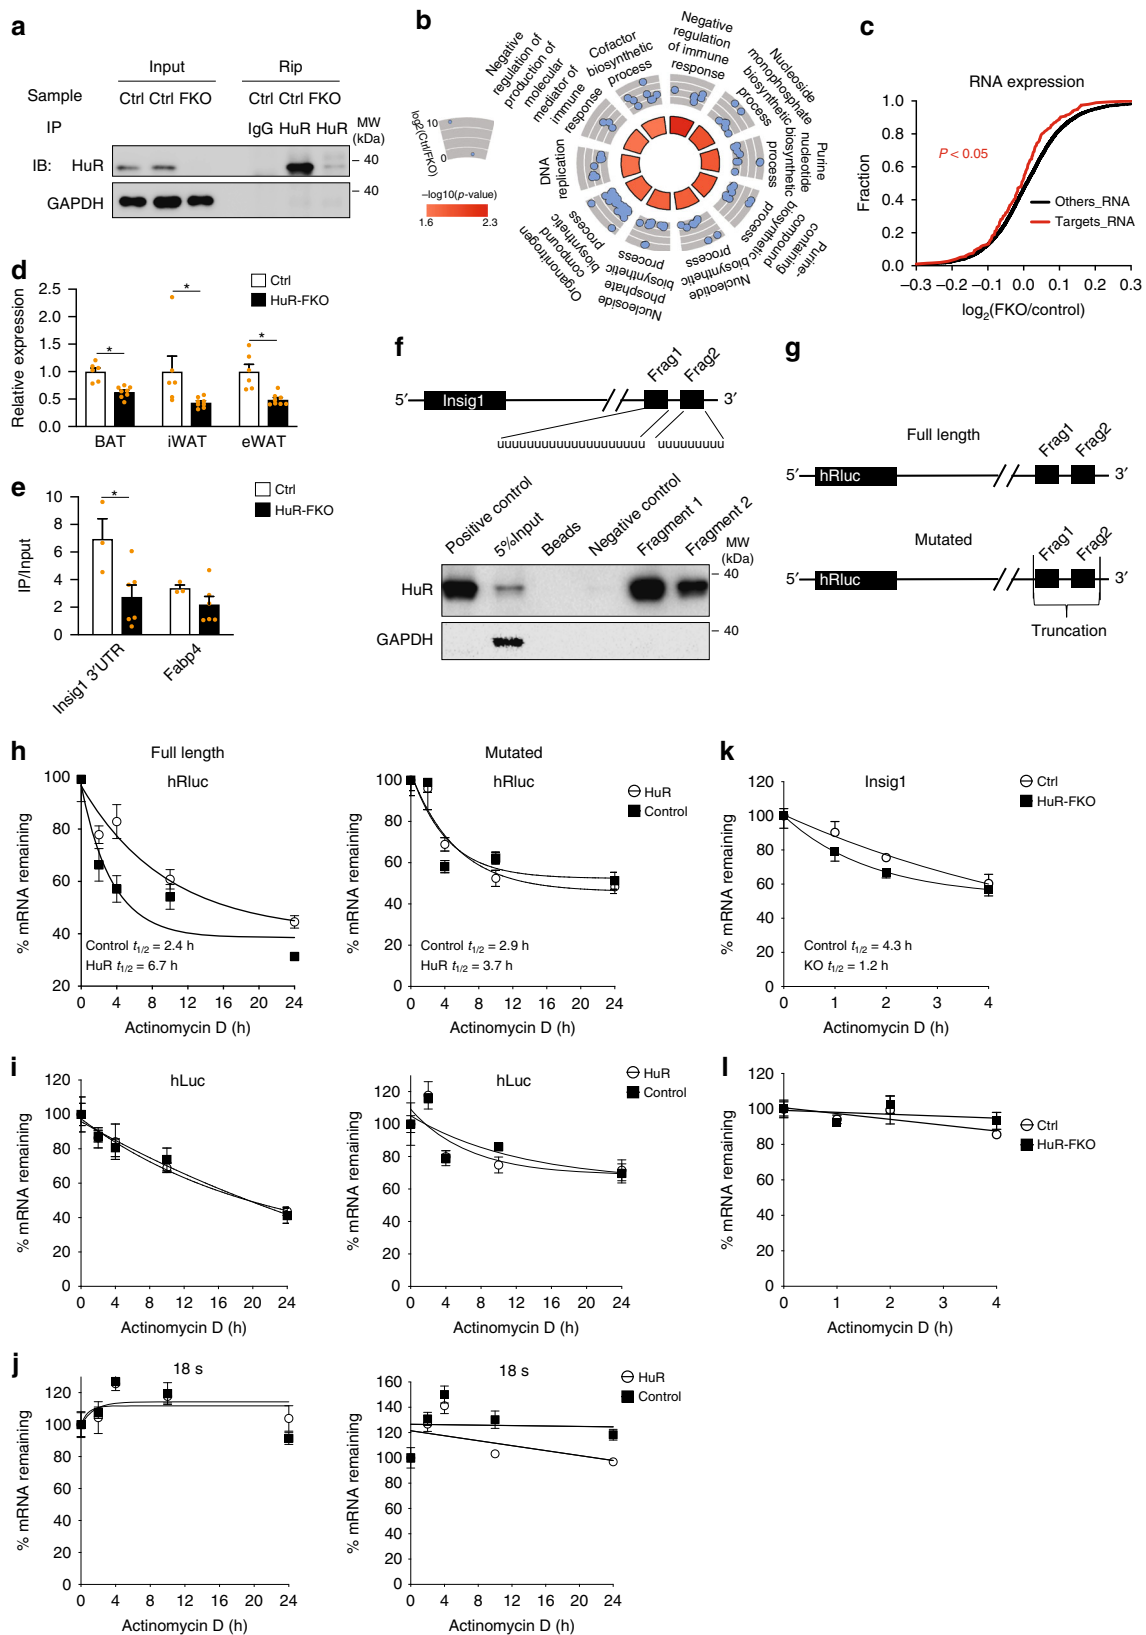 a
Input
Rip
Sample
Ctrl Ctrl FKO
Ctrl Ctrl FKO
IP
IgG HuR HuR
MW
(kDa)
IB: HuR
– 40
GAPDH
– 40
b
Negative
regulation of
production of
molecular
mediator of
immune
response
Cofactor
biosynthetic
process
Negative
regulation
of immune
response
Nucleoside
monophosphate
biosynthetic
process
Purine
nucleotide
biosynthetic
process
Purine-
containing
compound
biosynthetic
process
Nucleotide
biosynthetic
process
Nucleoside
phosphate
biosynthetic
process
Organonitrogen
compound
biosynthetic
process
DNA
replication
log2(Ctrl/FKO)
10
0
–log10(p-value)
1.6
2.3
c
RNA expression
P < 0.05
Others_RNA
Targets_RNA
Fraction
1.0
0.8
0.6
0.4
0.2
0
–0.3 –0.2 –0.1 0.0 0.1 0.2 0.3
log2(FKO/control)
d
Relative expression
2.5
2.0
1.5
1.0
0.5
0.0
*
*
*
Ctrl
HuR-FKO
BAT
iWAT
eWAT
e
IP/Input
10
8
6
4
2
0
*
Ctrl
HuR-FKO
Insig1 3′UTR
Fabp4
f
Frag1
Frag2
5′
Insig1
3′
uuuuuuuuuuuuuuuuuuuu uuuuuuuuu
Positive control
5%Input
Beads
Negative control
Fragment 1
Fragment 2
MW
(kDa)
HuR
– 40
GAPDH
– 40
g
Full length
Frag1
Frag2
5′
hRluc
3′
Mutated
Frag1
Frag2
5′
hRluc
3′
Truncation
h
Full length
hRluc
% mRNA remaining
100
80
60
40
20
Control t1/2 = 2.4 h
HuR t1/2 = 6.7 h
0 4 8 12 16 20 24
Actinomycin D (h)
Mutated
hRluc
% mRNA remaining
100
80
60
40
20
0
Control t1/2 = 2.9 h
HuR t1/2 = 3.7 h
0 4 8 12 16 20 24
Actinomycin D (h)
HuR
Control
k
Insig1
% mRNA remaining
120
100
80
60
40
20
0
Control t1/2 = 4.3 h
KO t1/2 = 1.2 h
0 1 2 3 4
Actinomycin D (h)
Ctrl
HuR-FKO
i
hLuc
% mRNA remaining
120
100
80
60
40
20
0
0 4 8 12 16 20 24
Actinomycin D (h)
hLuc
% mRNA remaining
120
100
80
60
40
20
0
0 4 8 12 16 20 24
Actinomycin D (h)
HuR
Control
l
% mRNA remaining
120
100
80
60
40
20
0
0 1 2 3 4
Actinomycin D (h)
Ctrl
HuR-FKO
j
18 s
% mRNA remaining
120
100
80
60
40
20
0
0 4 8 12 16 20 24
Actinomycin D (h)
18 s
% mRNA remaining
160
140
120
100
80
60
40
20
0
0 4 8 12 16 20 24
Actinomycin D (h)
HuR
Control